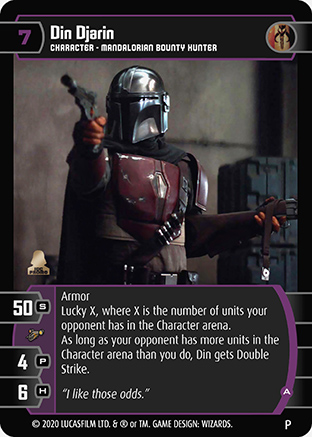 7
Din Djarin
CHARACTER - MANDALORIAN BOUNTY HUNTER
50 S
4 P
6 H
Armor
Lucky X, where X is the number of units your
opponent has in the Character arena.
As long as your opponent has more units in the
Character arena than you do, Din gets Double
Strike.
“I like those odds.”
A
© 2020 LUCASFILM LTD. & ® or TM. GAME DESIGN: WIZARDS.
P